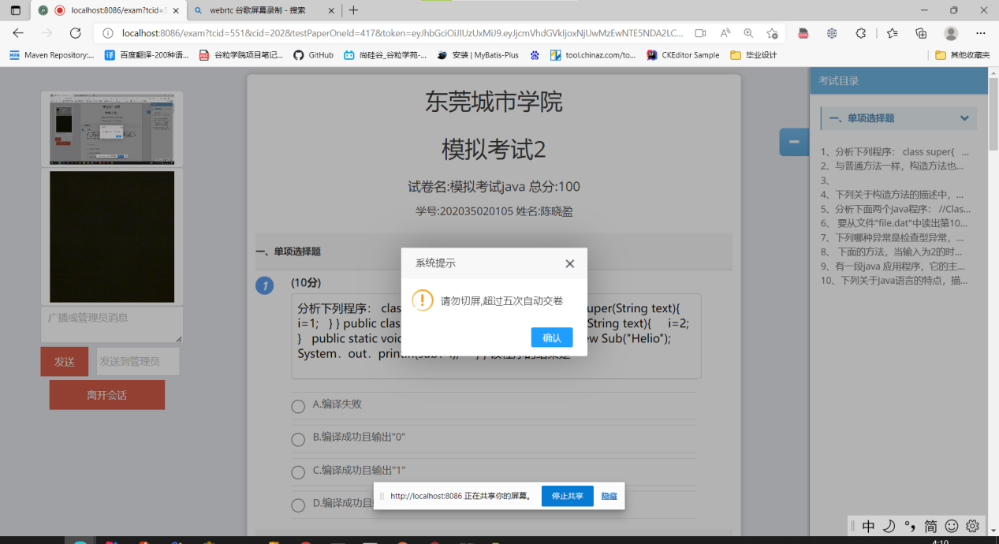 localhost:8086/exam?tcid=5
webrtc 谷歌屏幕录制 - 搜索
localhost:8086/exam?tcid=551&cid=202&testPaperOneId=417&token=eyJhbGciOiJIUzUxMiJ9.eyJjcmVhdGVkIjoxNjUwMzEwNTE5NDA2LC...
Maven Repository:...
百度翻译-200种语...
谷粒学院项目笔记...
GitHub
尚硅谷_谷粒学苑-...
安装 | MyBatis-Plus
tool.chinaz.com/to...
CKEditor Sample
毕业设计
其他收藏夹
东莞城市学院
模拟考试2
试卷名:模拟考试java 总分:100
学号:202035020105 姓名:陈晓盈
一、单项选择题
1
(10分)
分析下列程序： clas
uper(String text){
i=1; } } public clas
String text){ i=2;
} public static void
ew Sub("Helio");
System．out．println(sub.
该程序的结果是
A.编译失败
B.编译成功且输出"0"
C.编译成功且输出"1"
D.编译成功且
系统提示
请勿切屏,超过五次自动交卷
确认
http://localhost:8086 正在共享你的屏幕。
停止共享
隐藏
广播或管理员消息
发送
发送到管理员
离开会话
考试目录
一、单项选择题
1、分析下列程序： class super{ ...
2、与普通方法一样，构造方法也...
3、
4、下列关于构造方法的描述中，...
5、分析下面两个Java程序： //Clas...
6、 要从文件"file.dat"中读出第10...
7、下列哪种异常是检查型异常，...
8、 下面的方法，当输入为2的时...
9、有一段java 应用程序，它的主...
10、下列关于Java语言的特点，描...
中
简
4:10